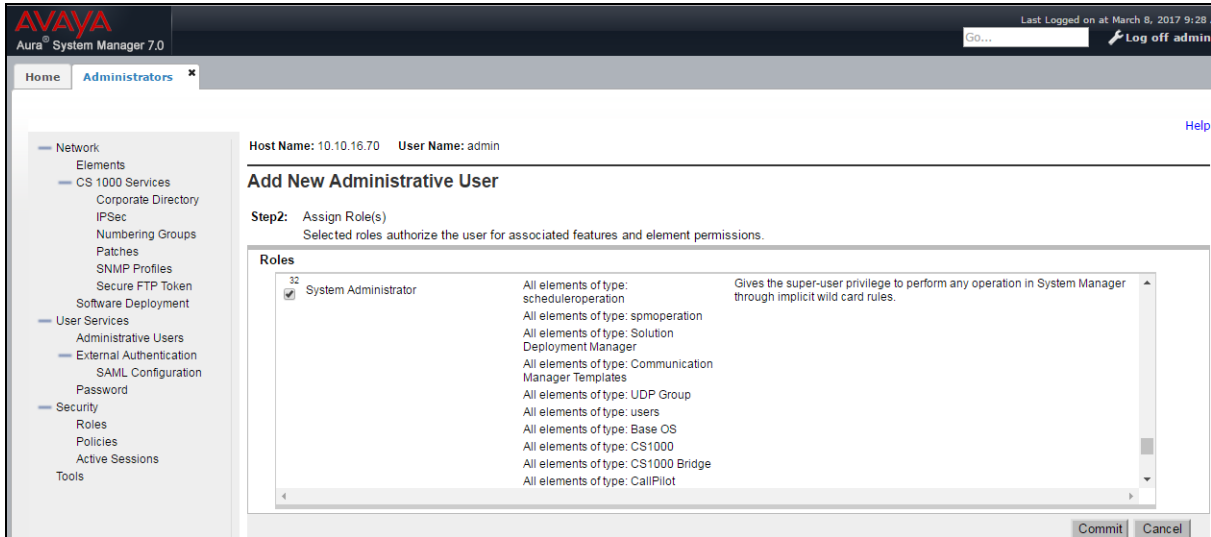 AVAYA
Aura® System Manager 7.0
Last Logged on at March 8, 2017 9:28
Go...
Log off admin
Home
Administrators ×
Help
Network
Elements
CS 1000 Services
Corporate Directory
IPSec
Numbering Groups
Patches
SNMP Profiles
Secure FTP Token
Software Deployment
User Services
Administrative Users
External Authentication
SAML Configuration
Password
Security
Roles
Policies
Active Sessions
Tools
Host Name: 10.10.16.70 User Name: admin
Add New Administrative User
Step2: Assign Role(s)
Selected roles authorize the user for associated features and element permissions.
Roles
32
System Administrator
All elements of type:
scheduleroperation
All elements of type: spmoperation
All elements of type: Solution
Deployment Manager
All elements of type: Communication
Manager Templates
All elements of type: UDP Group
All elements of type: users
All elements of type: Base OS
All elements of type: CS1000
All elements of type: CS1000 Bridge
All elements of type: CallPilot
Gives the super-user privilege to perform any operation in System Manager
through implicit wild card rules.
Commit Cancel